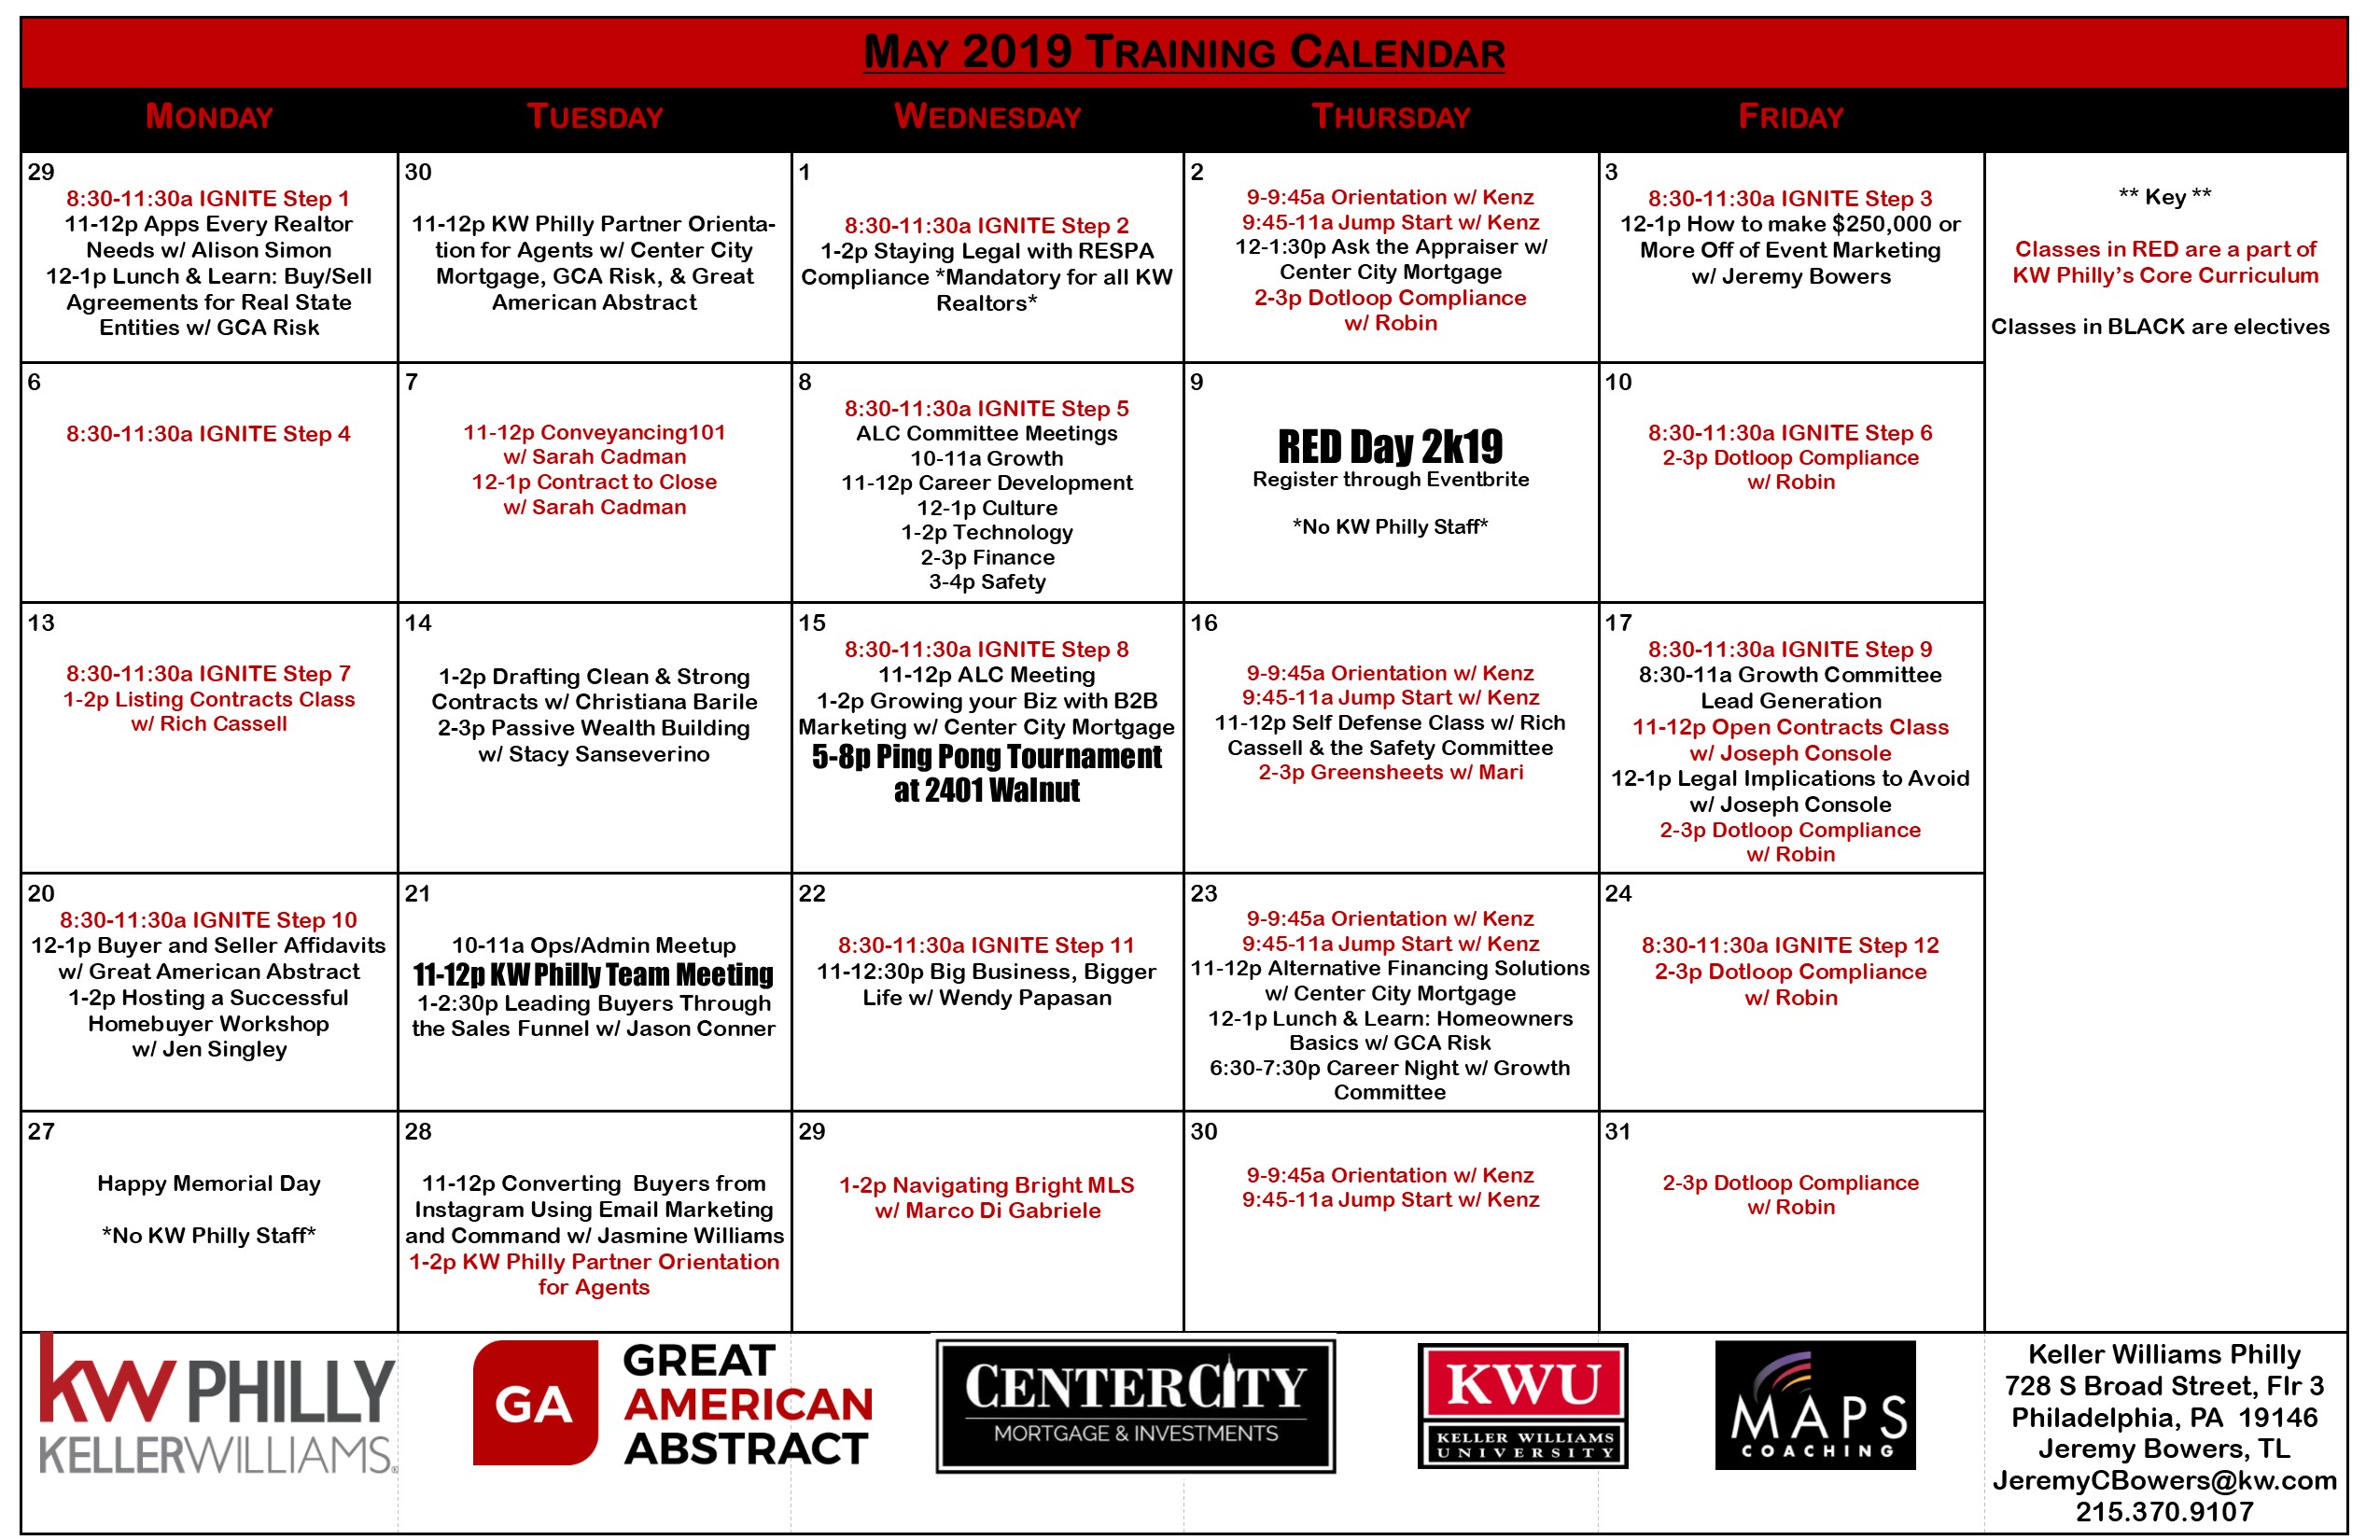 MAY 2019 TRAINING CALENDAR
MONDAY
TUESDAY
WEDNESDAY
THURSDAY
FRIDAY
29
8:30-11:30a IGNITE Step 1
11-12p Apps Every Realtor
Needs w/ Alison Simon
12-1p Lunch & Learn: Buy/Sell
Agreements for Real State
Entities w/ GCA Risk
30
11-12p KW Philly Partner Orienta-
tion for Agents w/ Center City
Mortgage, GCA Risk, & Great
American Abstract
1
8:30-11:30a IGNITE Step 2
1-2p Staying Legal with RESPA
Compliance *Mandatory for all KW
Realtors*
2
9-9:45a Orientation w/ Kenz
9:45-11a Jump Start w/ Kenz
12-1:30p Ask the Appraiser w/
Center City Mortgage
2-3p Dotloop Compliance
w/ Robin
3
8:30-11:30a IGNITE Step 3
12-1p How to make $250,000 or
More Off of Event Marketing
w/ Jeremy Bowers
** Key **
Classes in RED are a part of
KW Philly’s Core Curriculum
Classes in BLACK are electives
6
8:30-11:30a IGNITE Step 4
7
11-12p Conveyancing101
w/ Sarah Cadman
12-1p Contract to Close
w/ Sarah Cadman
8
8:30-11:30a IGNITE Step 5
ALC Committee Meetings
10-11a Growth
11-12p Career Development
12-1p Culture
1-2p Technology
2-3p Finance
3-4p Safety
9
RED Day 2k19
Register through Eventbrite
*No KW Philly Staff*
10
8:30-11:30a IGNITE Step 6
2-3p Dotloop Compliance
w/ Robin
13
8:30-11:30a IGNITE Step 7
1-2p Listing Contracts Class
w/ Rich Cassell
14
1-2p Drafting Clean & Strong
Contracts w/ Christiana Barile
2-3p Passive Wealth Building
w/ Stacy Sanseverino
15
8:30-11:30a IGNITE Step 8
11-12p ALC Meeting
1-2p Growing your Biz with B2B
Marketing w/ Center City Mortgage
5-8p Ping Pong Tournament
at 2401 Walnut
16
9-9:45a Orientation w/ Kenz
9:45-11a Jump Start w/ Kenz
11-12p Self Defense Class w/ Rich
Cassell & the Safety Committee
2-3p Greensheets w/ Mari
17
8:30-11:30a IGNITE Step 9
8:30-11a Growth Committee
Lead Generation
11-12p Open Contracts Class
w/ Joseph Console
12-1p Legal Implications to Avoid
w/ Joseph Console
2-3p Dotloop Compliance
w/ Robin
20
8:30-11:30a IGNITE Step 10
12-1p Buyer and Seller Affidavits
w/ Great American Abstract
1-2p Hosting a Successful
Homebuyer Workshop
w/ Jen Singley
21
10-11a Ops/Admin Meetup
11-12p KW Philly Team Meeting
1-2:30p Leading Buyers Through
the Sales Funnel w/ Jason Conner
22
8:30-11:30a IGNITE Step 11
11-12:30p Big Business, Bigger
Life w/ Wendy Papasan
23
9-9:45a Orientation w/ Kenz
9:45-11a Jump Start w/ Kenz
11-12p Alternative Financing Solutions
w/ Center City Mortgage
12-1p Lunch & Learn: Homeowners
Basics w/ GCA Risk
6:30-7:30p Career Night w/ Growth
Committee
24
8:30-11:30a IGNITE Step 12
2-3p Dotloop Compliance
w/ Robin
27
Happy Memorial Day
*No KW Philly Staff*
28
11-12p Converting  Buyers from
Instagram Using Email Marketing
and Command w/ Jasmine Williams
1-2p KW Philly Partner Orientation
for Agents
29
1-2p Navigating Bright MLS
w/ Marco Di Gabriele
30
9-9:45a Orientation w/ Kenz
9:45-11a Jump Start w/ Kenz
31
2-3p Dotloop Compliance
w/ Robin
kw PHILLY
KELLERWILLIAMS.
GA
GREAT
AMERICAN
ABSTRACT
CENTERCITY
MORTGAGE & INVESTMENTS
KWU
KELLER WILLIAMS
UNIVERSITY
MAPS
COACHING
Keller Williams Philly
728 S Broad Street, Flr 3
Philadelphia, PA  19146
Jeremy Bowers, TL
JeremyCBowers@kw.com
215.370.9107